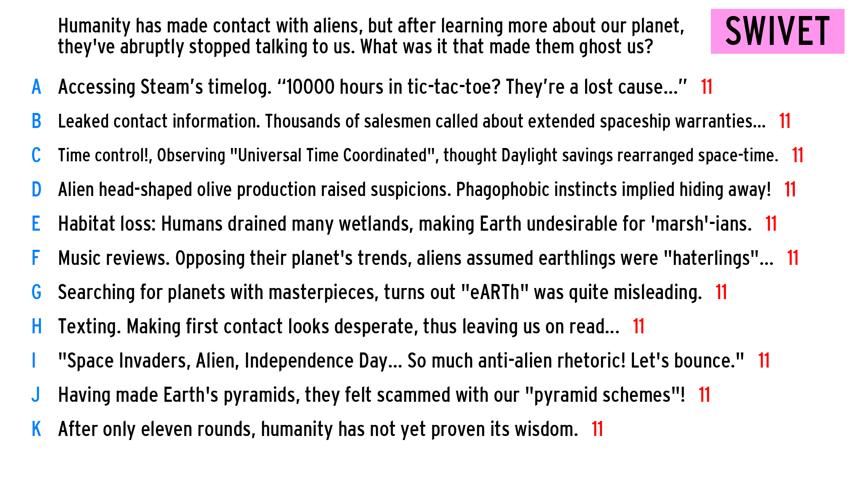 Humanity has made contact with aliens, but after learning more about our planet,
they've abruptly stopped talking to us. What was it that made them ghost us?
SWIVET
A Accessing Steam's timelog. “10000 hours in tic-tac-toe? They’re a lost cause...” 11
B Leaked contact information. Thousands of salesmen called about extended spaceship warranties... 11
C Time control!, Observing "Universal Time Coordinated", thought Daylight savings rearranged space-time. 11
D Alien head-shaped olive production raised suspicions. Phagophobic instincts implied hiding away! 11
E Habitat loss: Humans drained many wetlands, making Earth undesirable for 'marsh'-ians. 11
F Music reviews. Opposing their planet's trends, aliens assumed earthlings were "haterlings"... 11
G Searching for planets with masterpieces, turns out "eARTh" was quite misleading. 11
H Texting. Making first contact looks desperate, thus leaving us on read... 11
I "Space Invaders, Alien, Independence Day... So much anti-alien rhetoric! Let's bounce." 11
J Having made Earth's pyramids, they felt scammed with our "pyramid schemes"! 11
K After only eleven rounds, humanity has not yet proven its wisdom. 11